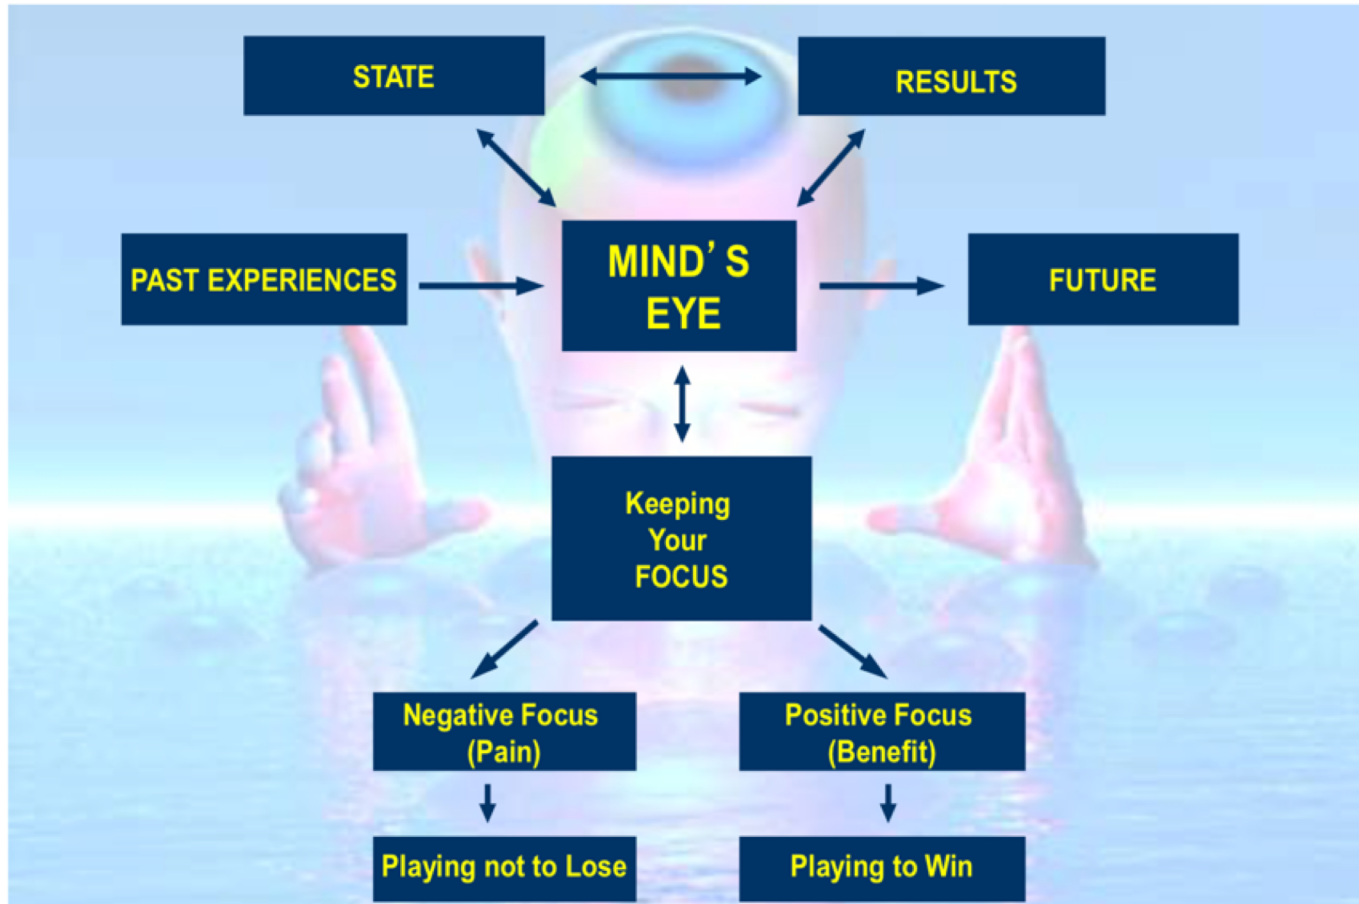 STATE
RESULTS
PAST EXPERIENCES
MIND’S
EYE
FUTURE
Keeping
Your
FOCUS
Negative Focus
(Pain)
Positive Focus
(Benefit)
Playing not to Lose
Playing to Win